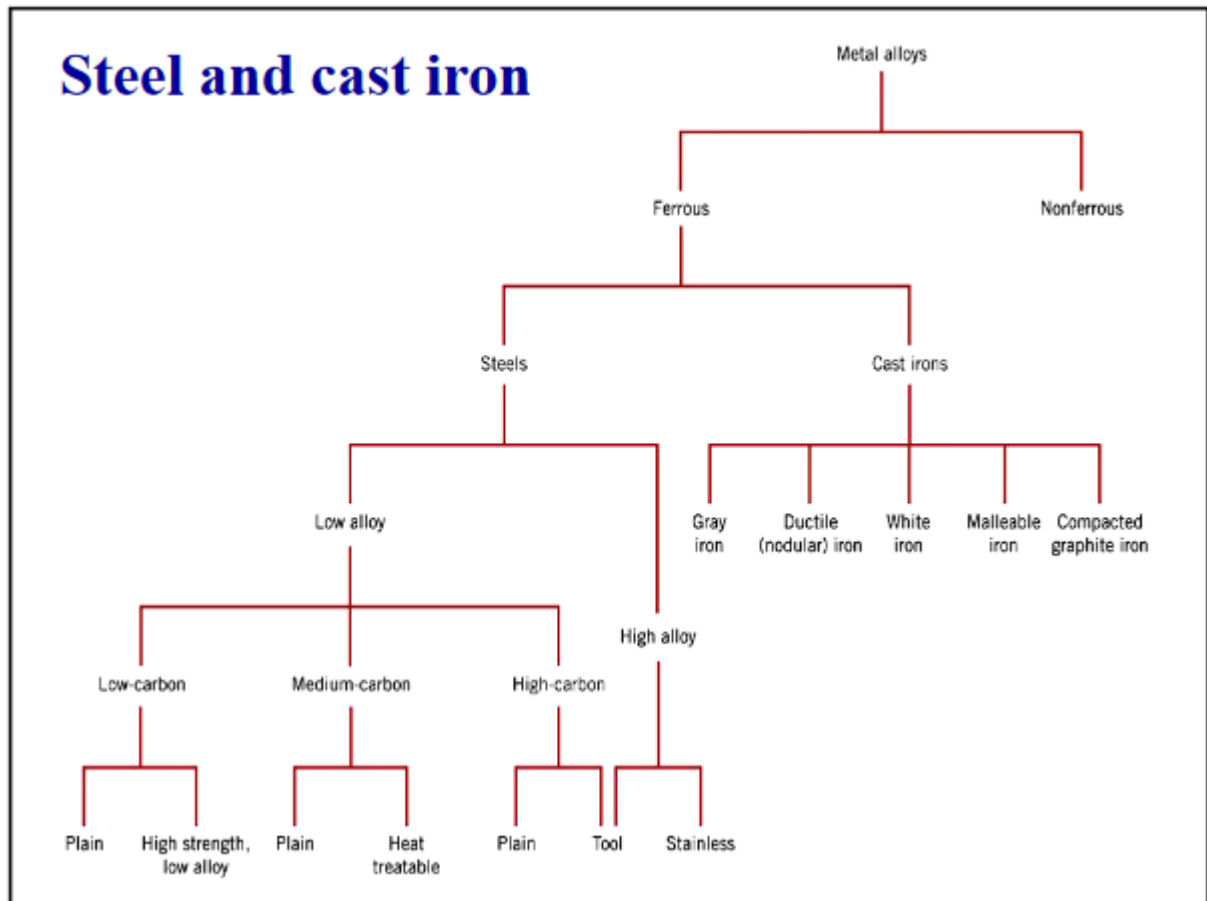 Steel and cast iron
Metal alloys
Ferrous
Nonferrous
Steels
Cast irons
Low alloy
Gray
iron
Ductile
(nodular) iron
White
iron
Malleable
iron
Compacted
graphite iron
High alloy
Low-carbon
Medium-carbon
High-carbon
Plain
High strength,
low alloy
Plain
Heat
treatable
Plain
Tool
Stainless